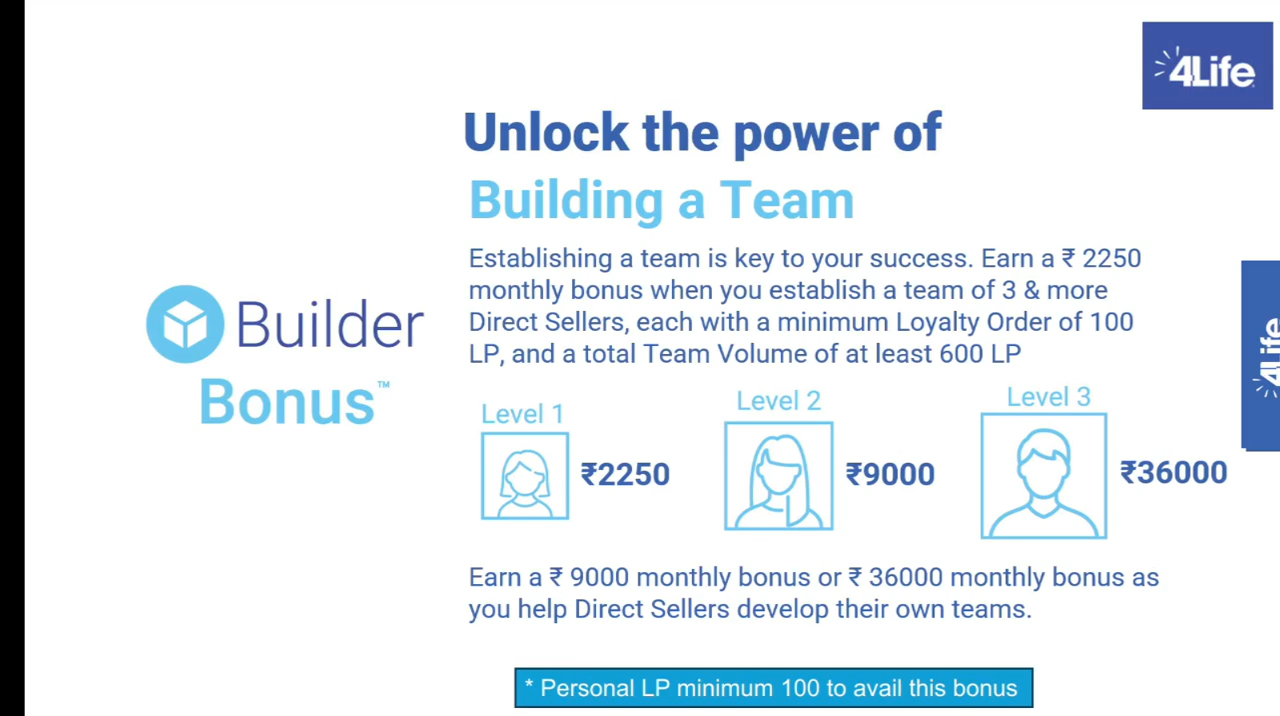 4Life
Unlock the power of
Building a Team
Establishing a team is key to your success. Earn a ₹ 2250
monthly bonus when you establish a team of 3 & more
Direct Sellers, each with a minimum Loyalty Order of 100
LP, and a total Team Volume of at least 600 LP
Builder
Bonus™
Level 1
₹2250
Level 2
₹9000
Level 3
₹36000
4Life
Earn a ₹ 9000 monthly bonus or ₹ 36000 monthly bonus as
you help Direct Sellers develop their own teams.
* Personal LP minimum 100 to avail this bonus